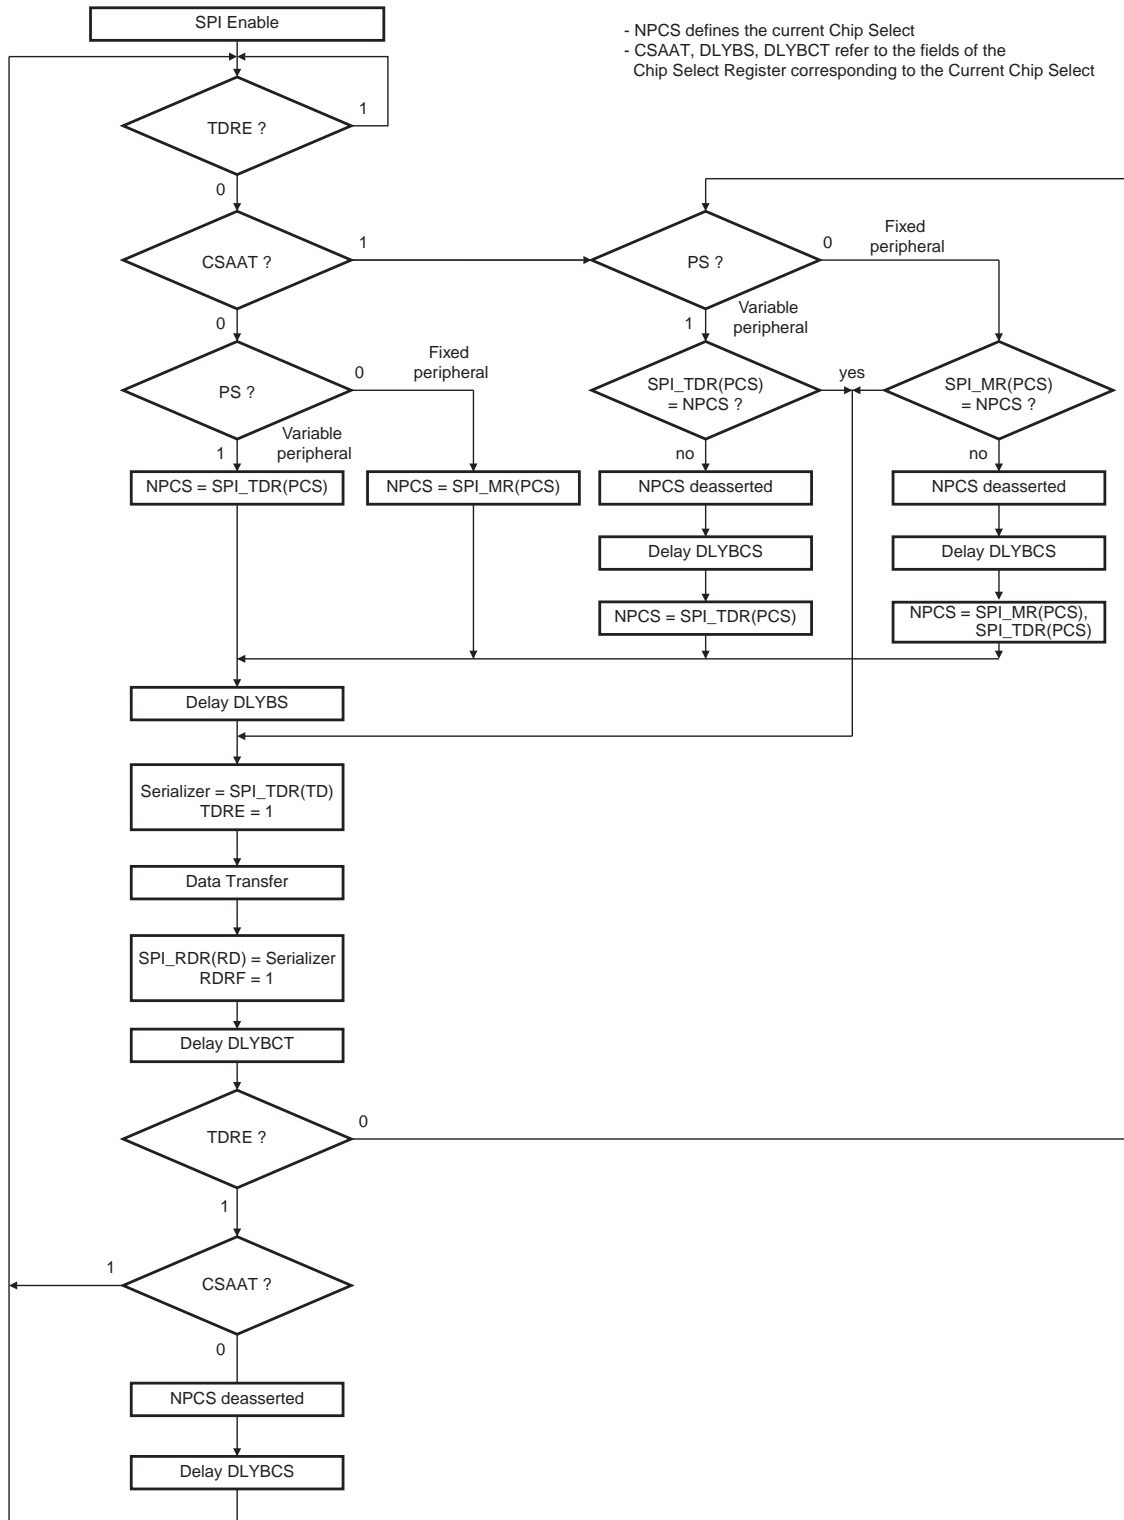 SPI Enable
- NPCS defines the current Chip Select
- CSAAT, DLYBS, DLYBCT refer to the fields of the
Chip Select Register corresponding to the Current Chip Select
TDRE ?
1
0
CSAAT ?
1
0
PS ?
0
Fixed
peripheral
1
Variable
peripheral
PS ?
0
Fixed
peripheral
1
Variable
peripheral
NPCS = SPI_TDR(PCS)
NPCS = SPI_MR(PCS)
SPI_TDR(PCS)
= NPCS ?
yes
SPI_MR(PCS)
= NPCS ?
no
no
NPCS deasserted
NPCS deasserted
Delay DLYBCS
Delay DLYBCS
NPCS = SPI_TDR(PCS)
NPCS = SPI_MR(PCS),
SPI_TDR(PCS)
Delay DLYBS
Serializer = SPI_TDR(TD)
TDRE = 1
Data Transfer
SPI_RDR(RD) = Serializer
RDRF = 1
Delay DLYBCT
TDRE ?
0
1
CSAAT ?
1
0
NPCS deasserted
Delay DLYBCS